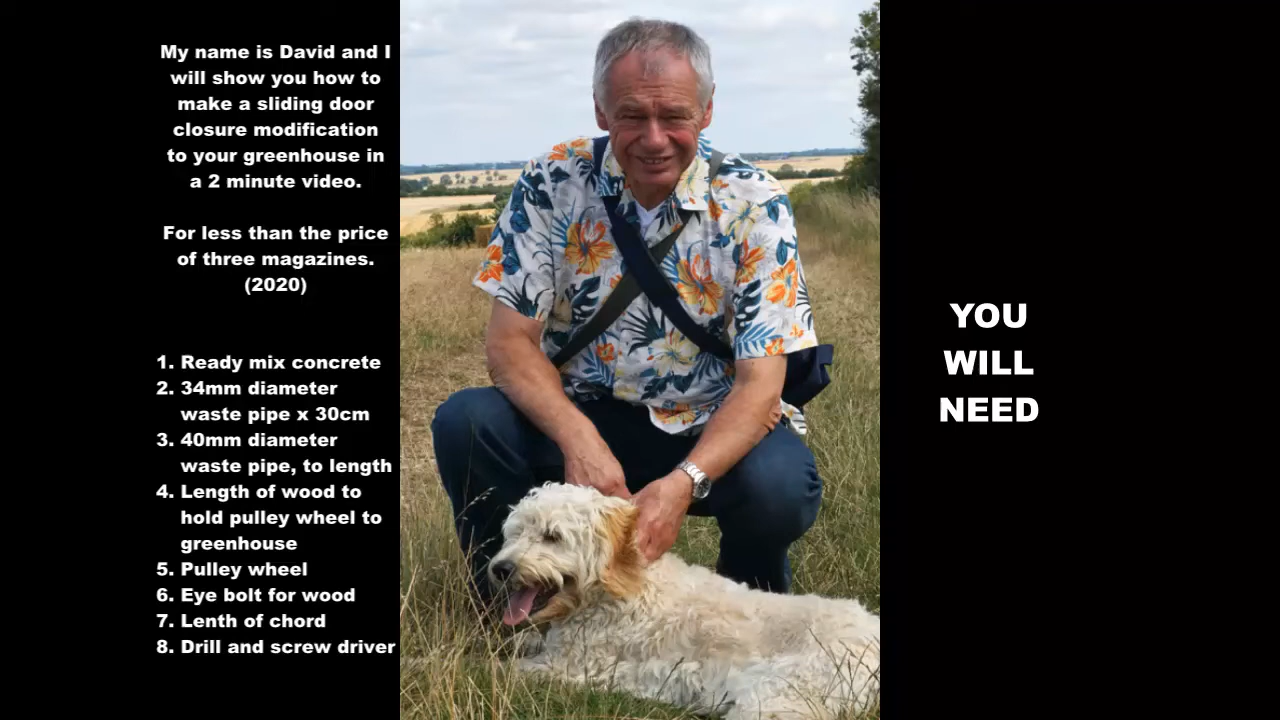 My name is David and I
will show you how to
make a sliding door
closure modification
to your greenhouse in
a 2 minute video.
For less than the price
of three magazines.
(2020)
1. Ready mix concrete
2. 34mm diameter
waste pipe x 30cm
3. 40mm diameter
waste pipe, to length
4. Length of wood to
hold pulley wheel to
greenhouse
5. Pulley wheel
6. Eye bolt for wood
7. Lenth of chord
8. Drill and screw driver
YOU
WILL
NEED